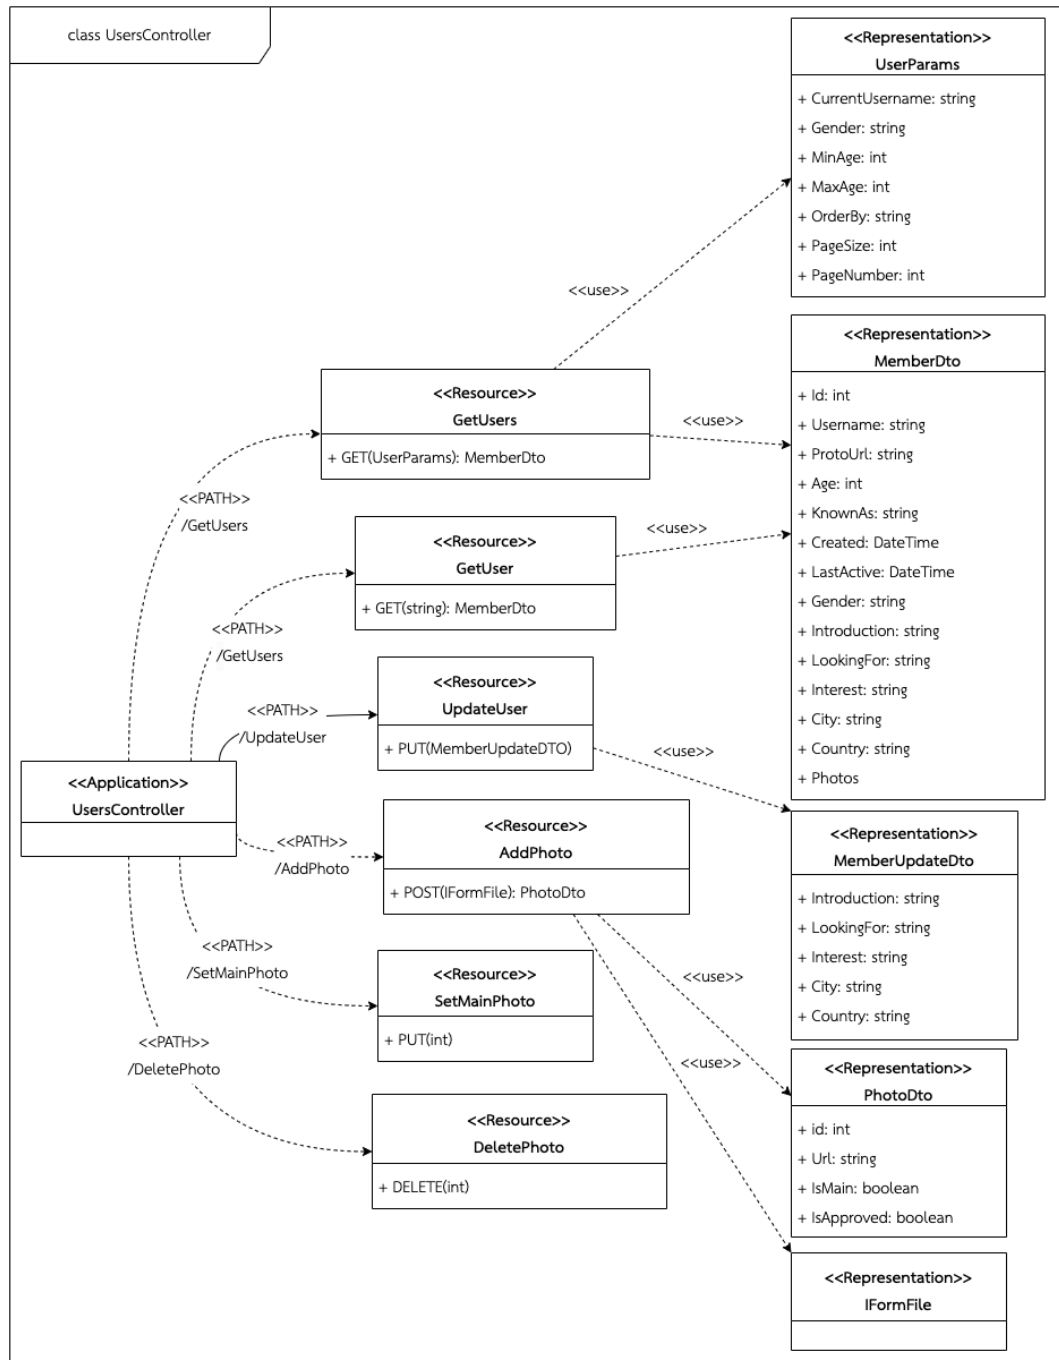 class UsersController
<<Representation>>
UserParams
+ CurrentUsername: string
+ Gender: string
+ MinAge: int
+ MaxAge: int
+ OrderBy: string
+ PageSize: int
+ PageNumber: int
<<use>>
<<Representation>>
MemberDto
+ Id: int
+ Username: string
+ ProtoUrl: string
+ Age: int
+ KnownAs: string
+ Created: DateTime
+ LastActive: DateTime
+ Gender: string
+ Introduction: string
+ LookingFor: string
+ Interest: string
+ City: string
+ Country: string
+ Photos
<<Resource>>
GetUsers
+ GET(UserParams): MemberDto
<<use>>
<<PATH>>
/GetUsers
<<Resource>>
GetUser
+ GET(string): MemberDto
<<use>>
<<PATH>>
/GetUsers
<<Resource>>
UpdateUser
+ PUT(MemberUpdateDTO)
<<use>>
<<PATH>>
/UpdateUser
<<Application>>
UsersController
<<Resource>>
AddPhoto
+ POST(IFormFile): PhotoDto
<<PATH>>
/AddPhoto
<<Representation>>
MemberUpdateDto
+ Introduction: string
+ LookingFor: string
+ Interest: string
+ City: string
+ Country: string
<<PATH>>
/SetMainPhoto
<<Resource>>
SetMainPhoto
+ PUT(int)
<<use>>
<<use>>
<<PATH>>
/DeletePhoto
<<Resource>>
DeletePhoto
+ DELETE(int)
<<Representation>>
PhotoDto
+ id: int
+ Url: string
+ IsMain: boolean
+ IsApproved: boolean
<<Representation>>
IFormFile